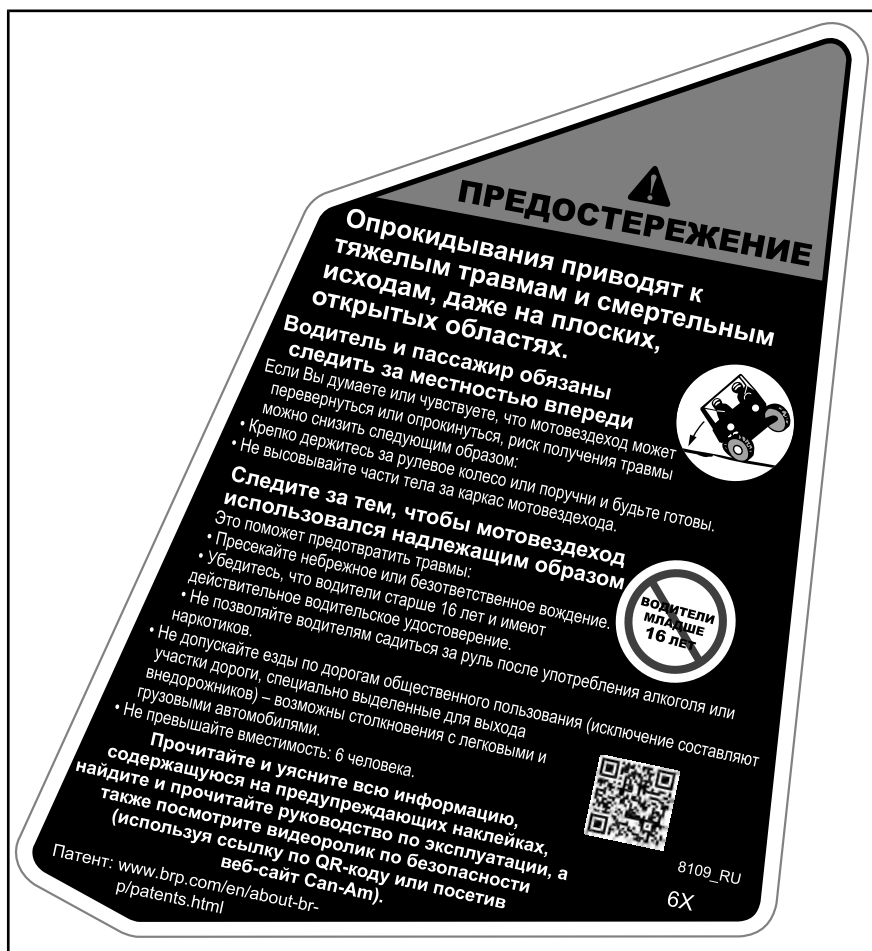 ПРЕДОСТЕРЕЖЕНИЕ
Опрокидывания приводят к
тяжелым травмам и смертельным
исходам, даже на плоских,
открытых областях.
Водитель и пассажир обязаны
следить за местностью впереди
Если Вы думаете или чувствуете, что мотовездеход может
перевернуться или опрокинуться, риск получения травмы
можно снизить следующим образом:
• Крепко держитесь за рулевое колесо или поручни и будьте готовы.
• Не высовывайте части тела за каркас мотовездехода.
Следите за тем, чтобы мотовездеход
использовался надлежащим образом
Это поможет предотвратить травмы:
• Пресекайте небрежное или безответственное вождение.
• Убедитесь, что водители старше 16 лет и имеют
действительное водительское удостоверение.
• Не позволяйте водителям садиться за руль после употребления алкоголя или
наркотиков.
• Не допускайте езды по дорогам общественного пользования (исключение составляют
участки дороги, специально выделенные для выхода
внедорожников) – возможны столкновения с легковыми и
грузовыми автомобилями.
• Не превышайте вместимость: 6 человека.
ВОДИТЕЛИ
МЛАДШЕ
16 ЛЕТ
Прочитайте и уясните всю информацию,
содержащуюся на предупреждающих наклейках,
найдите и прочитайте руководство по эксплуатации, а
также посмотрите видеоролик по безопасности
(используя ссылку по QR-коду или посетив
веб-сайт Can-Am).
Патент: www.brp.com/en/about-br-
p/patents.html
8109_RU
6X